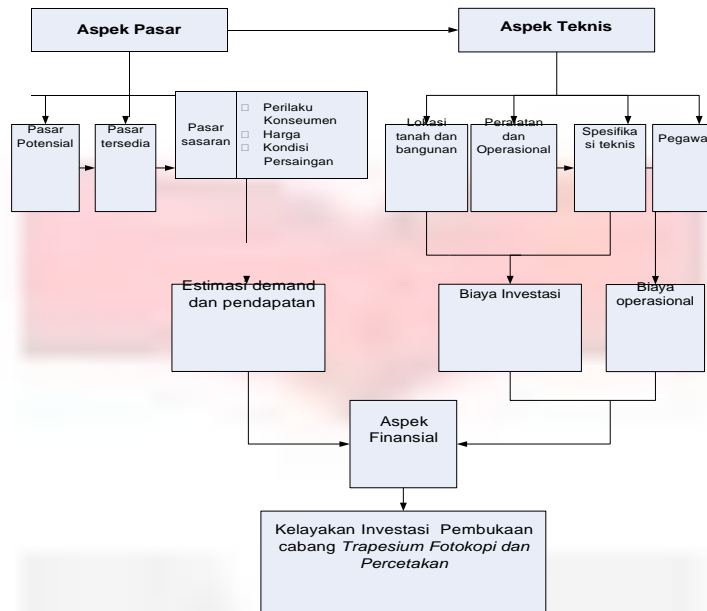 Aspek Pasar
Aspek Teknis
Pasar
Potensial
Pasar
tersedia
Pasar
sasaran
Perilaku
Konseumen
Harga
Kondisi
Persaingan
Lokasi
tanah dan
bangunan
Peralatan
dan
Operasional
Spesifika
si teknis
Pegawa
Estimasi demand
dan pendapatan
Biaya Investasi
Biaya
operasional
Aspek
Finansial
Kelayakan Investasi Pembukaan
cabang Trapesium Fotokopi dan
Percetakan